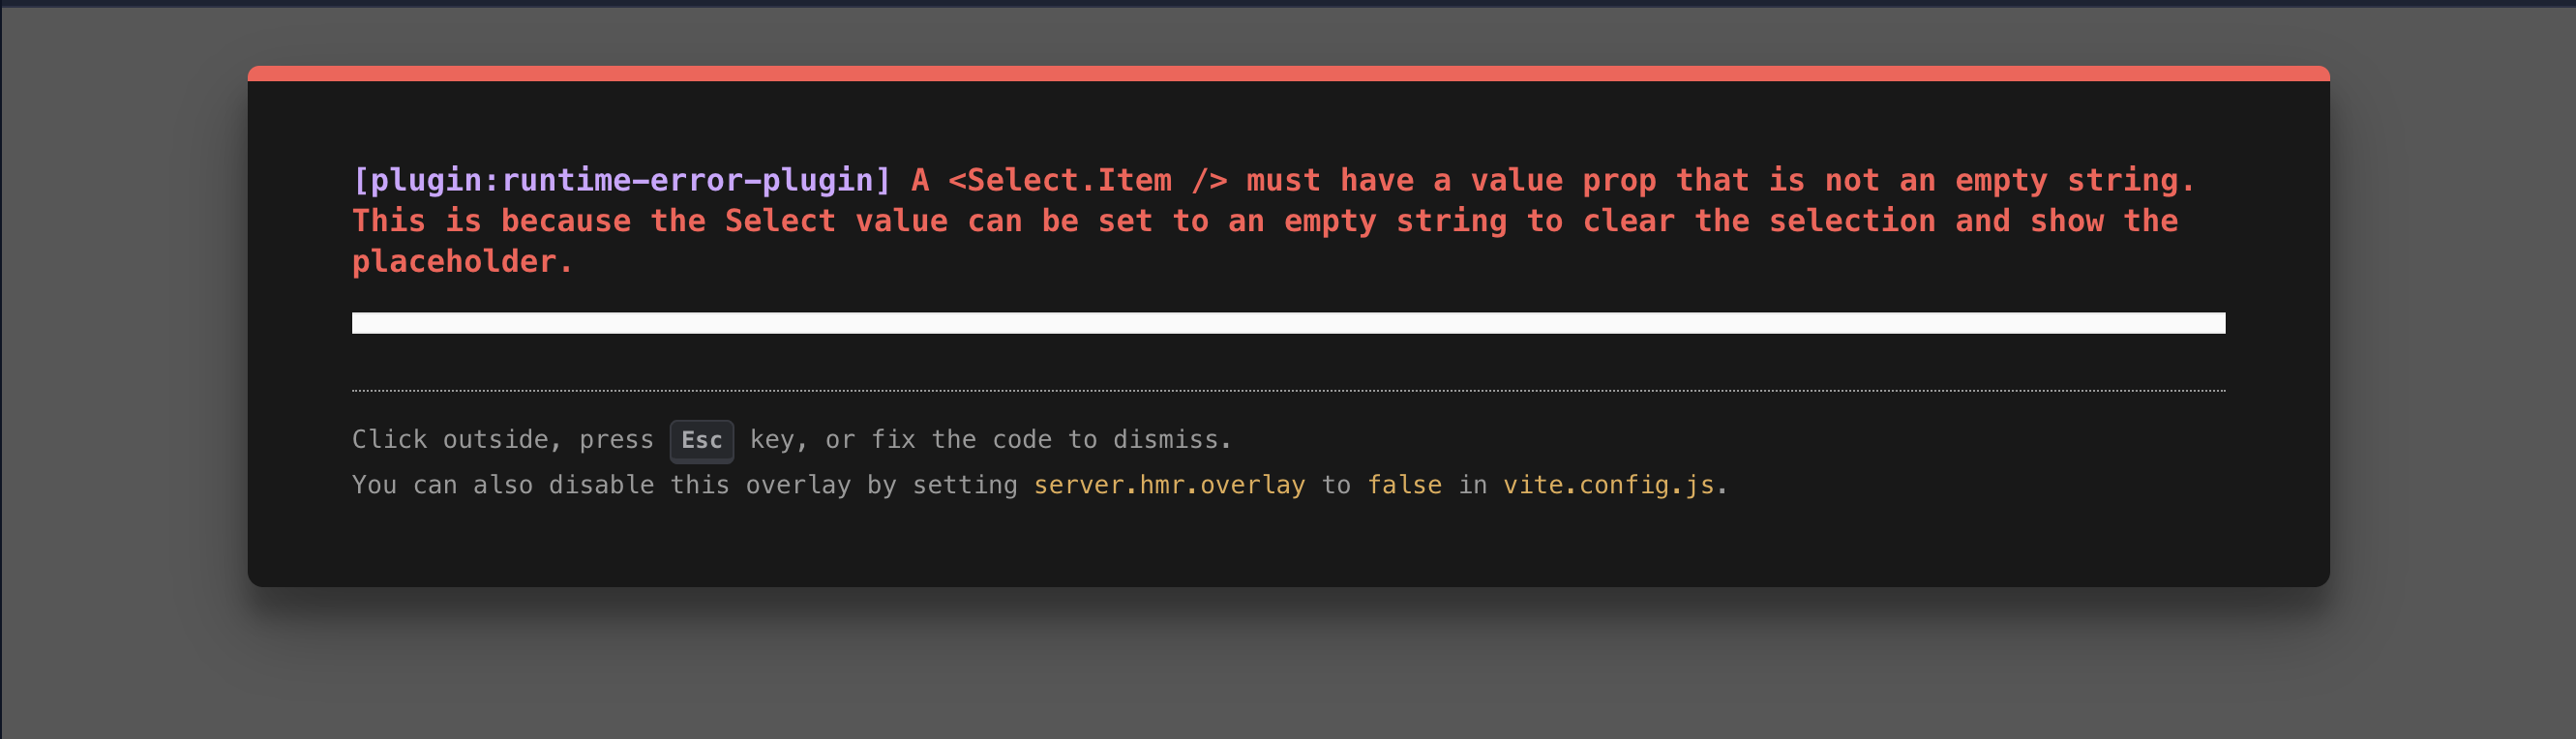 [plugin:runtime-error-plugin] A <Select.Item /> must have a value prop that is not an empty string.
This is because the Select value can be set to an empty string to clear the selection and show the
placeholder.
Click outside, press Esc key, or fix the code to dismiss.
You can also disable this overlay by setting server.hmr.overlay to false in vite.config.js.